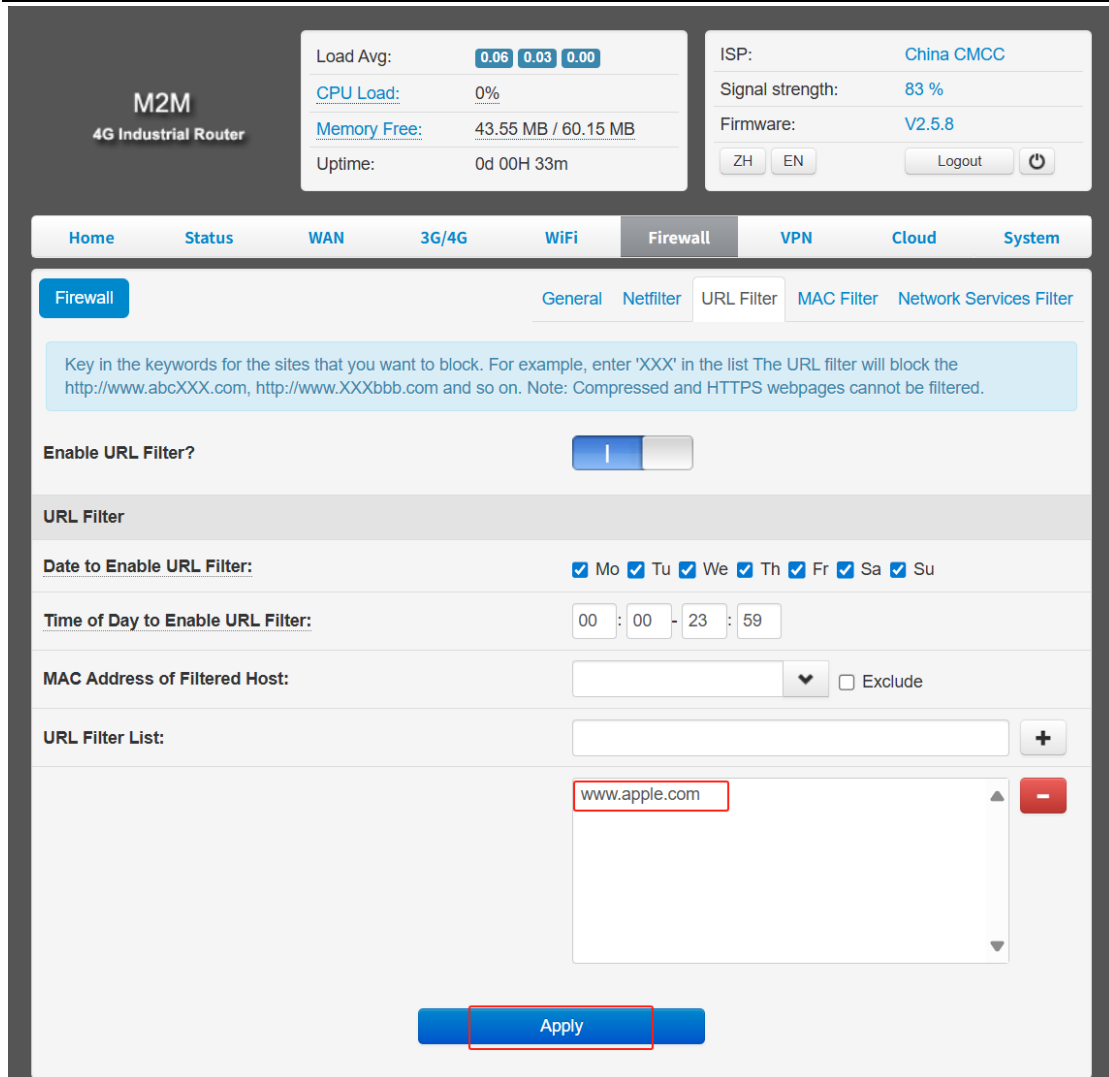 M2M
4G Industrial Router
Load Avg: 0.06 0.03 0.00
CPU Load: 0%
Memory Free: 43.55 MB / 60.15 MB
Uptime: 0d 00H 33m
ISP: China CMCC
Signal strength: 83 %
Firmware: V2.5.8
ZH EN Logout
Home Status WAN 3G/4G WiFi Firewall VPN Cloud System
Firewall General Netfilter URL Filter MAC Filter Network Services Filter
Key in the keywords for the sites that you want to block. For example, enter 'XXX' in the list The URL filter will block the
http://www.abcXXX.com, http://www.XXXbbb.com and so on. Note: Compressed and HTTPS webpages cannot be filtered.
Enable URL Filter?
URL Filter
Date to Enable URL Filter: Mo Tu We Th Fr Sa Su
Time of Day to Enable URL Filter: 00 : 00 - 23 : 59
MAC Address of Filtered Host: Exclude
URL Filter List:
www.apple.com
Apply